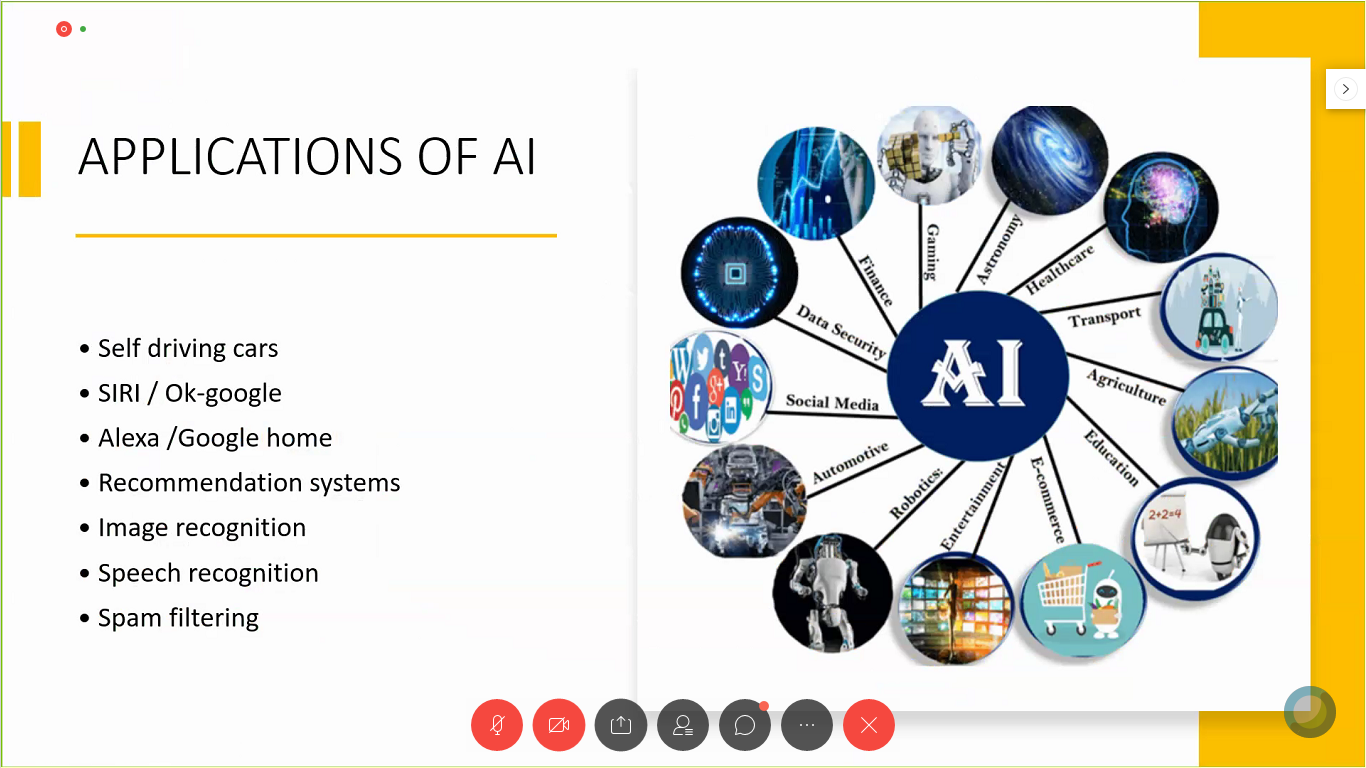 APPLICATIONS OF AI
• Self driving cars
• SIRI / Ok-google
• Alexa /Google home
• Recommendation systems
• Image recognition
• Speech recognition
• Spam filtering
Gaming
Astronomy
Healthcare
Transport
Agriculture
Education
E-commerce
Entertainment
Robotics:
Automotive
Social Media
Data Security
Finance
AI
2+2=4
W
t
Y!
f
g+
S
in